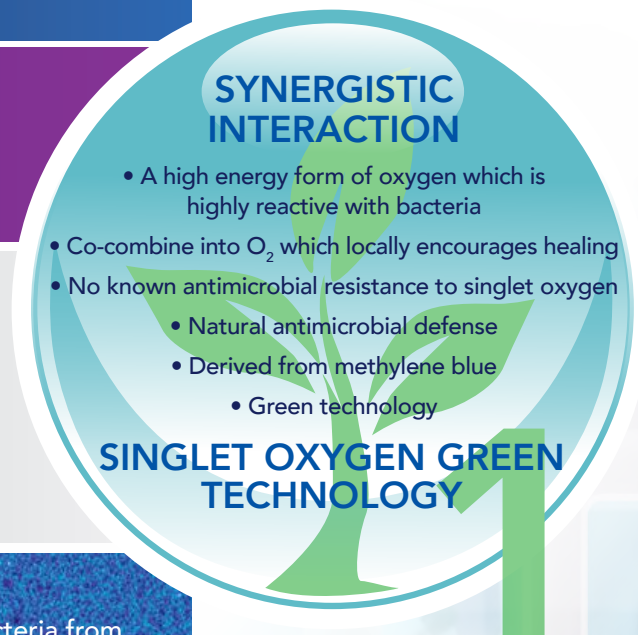 SYNERGISTIC
INTERACTION
• A high energy form of oxygen which is
highly reactive with bacteria
• Co-combine into O₂ which locally encourages healing
• No known antimicrobial resistance to singlet oxygen
• Natural antimicrobial defense
• Derived from methylene blue
• Green technology
SINGLET OXYGEN GREEN
TECHNOLOGY
1
from